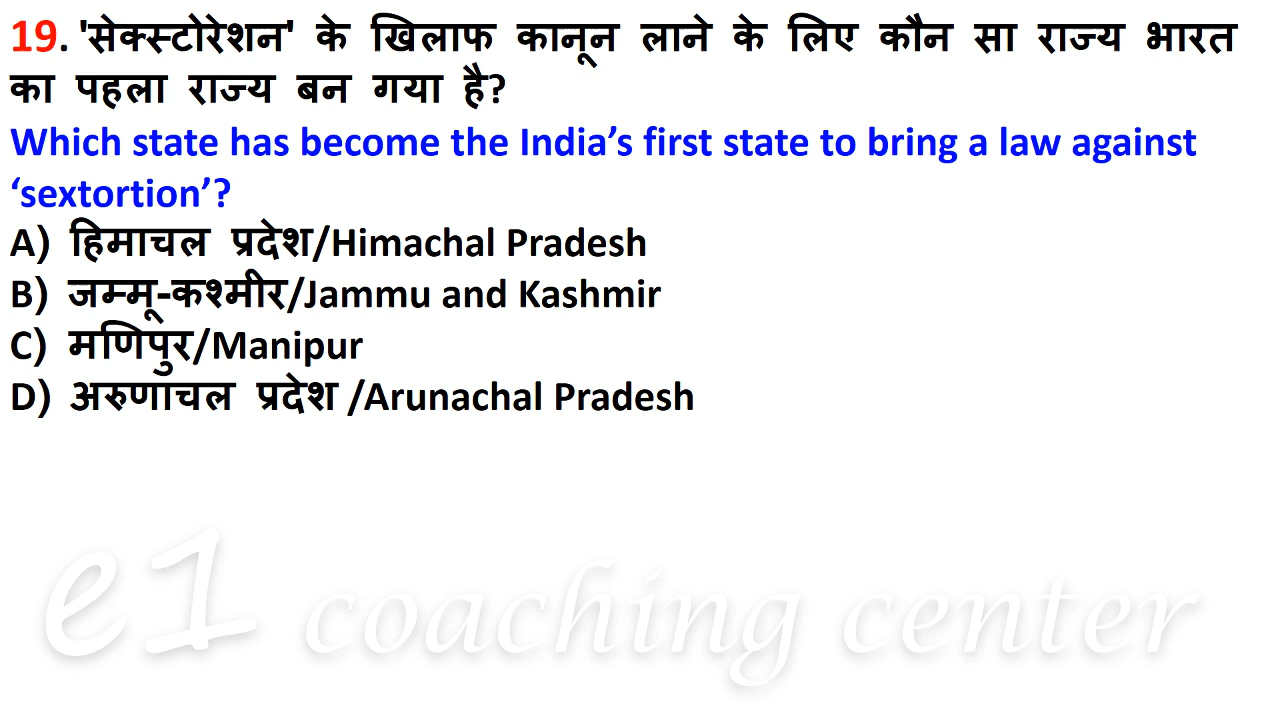 19. 'सेक्स्टोरेशन' के खिलाफ कानून लाने के लिए कौन सा राज्य भारत
का पहला राज्य बन गया है?
Which state has become the India’s first state to bring a law against
‘sextortion’?
A) हिमाचल प्रदेश/Himachal Pradesh
B) जम्मू-कश्मीर/Jammu and Kashmir
C) मणिपुर/Manipur
D) अरुणाचल प्रदेश /Arunachal Pradesh
e1 coaching center